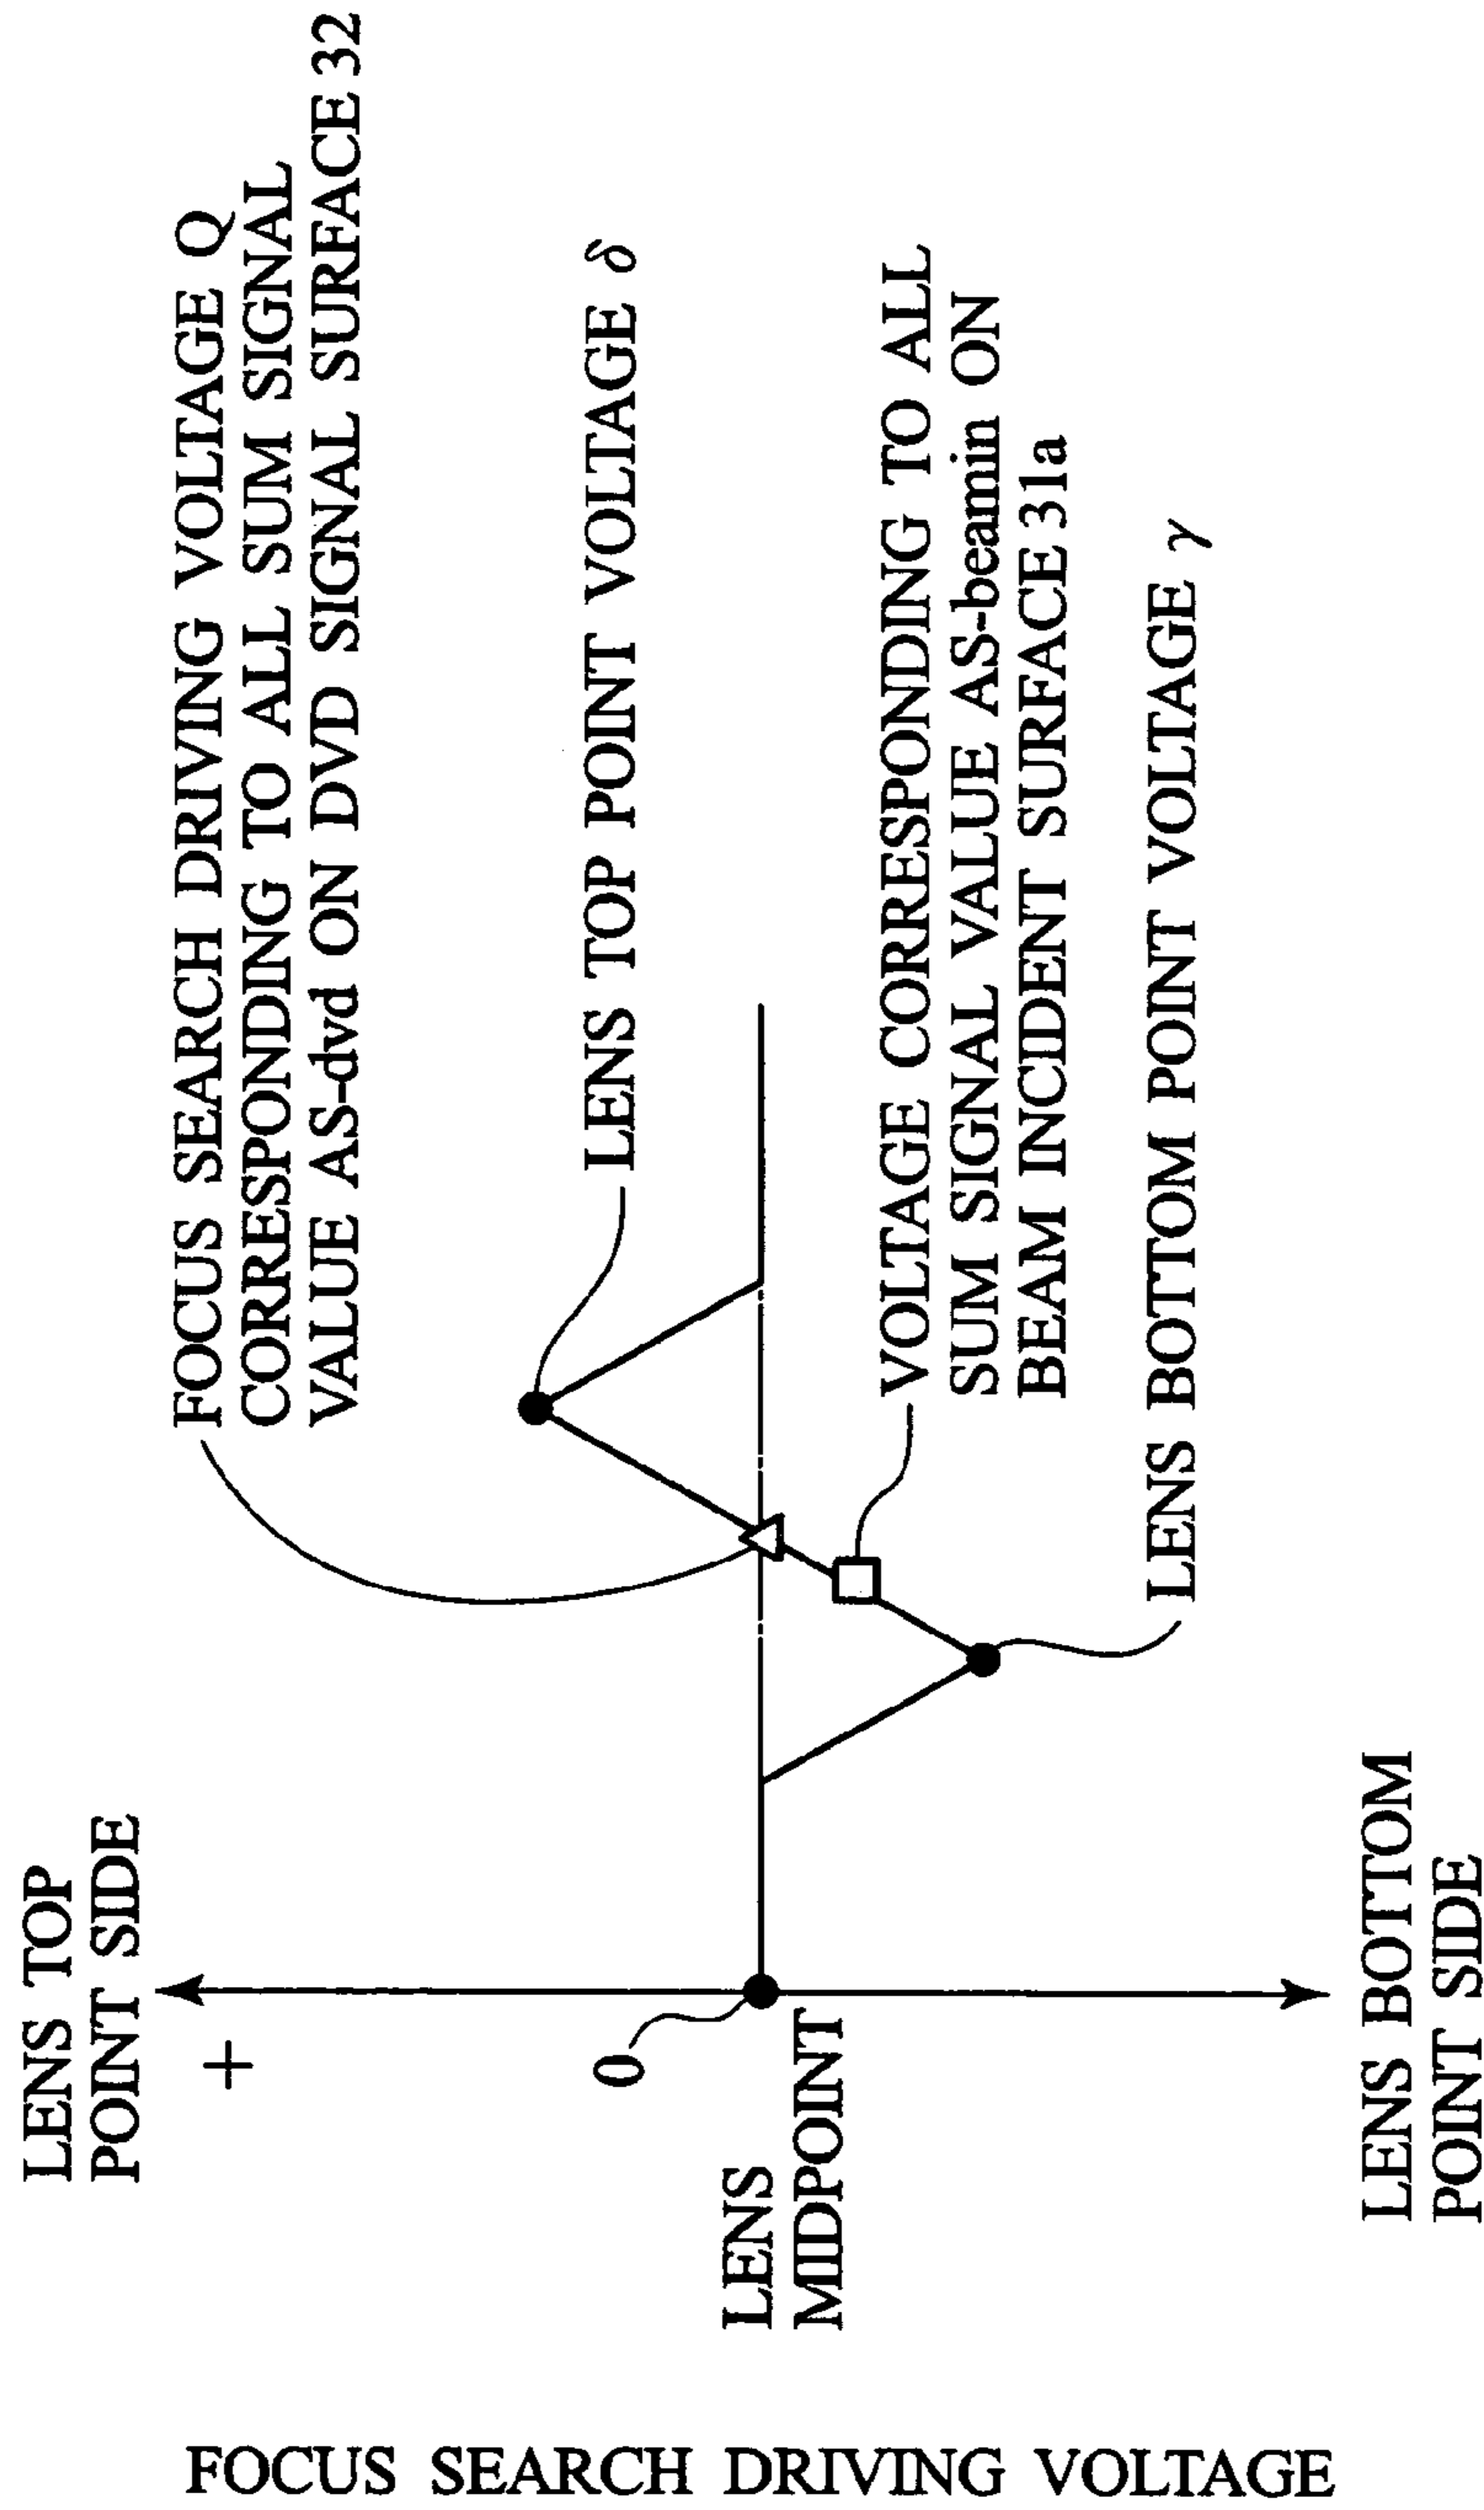 FOCUS SEARCH DRIVING VOLTAGE
LENS TOP
POINT SIDE
+
0
LENS
MIDPOINT
LENS BOTTOM
POINT SIDE
FOCUS SEARCH DRIVING VOLTAGE Q
CORRESPONDING TO ALL SUM SIGNAL
VALUE AS-dvd ON DVD SIGNAL SURFACE 32
LENS TOP POINT VOLTAGE δ
VOLTAGE CORRESPONDING TO ALL
SUM SIGNAL VALUE AS-beamin ON
BEAM INCIDENT SURFACE 31a
LENS BOTTOM POINT VOLTAGE, γ